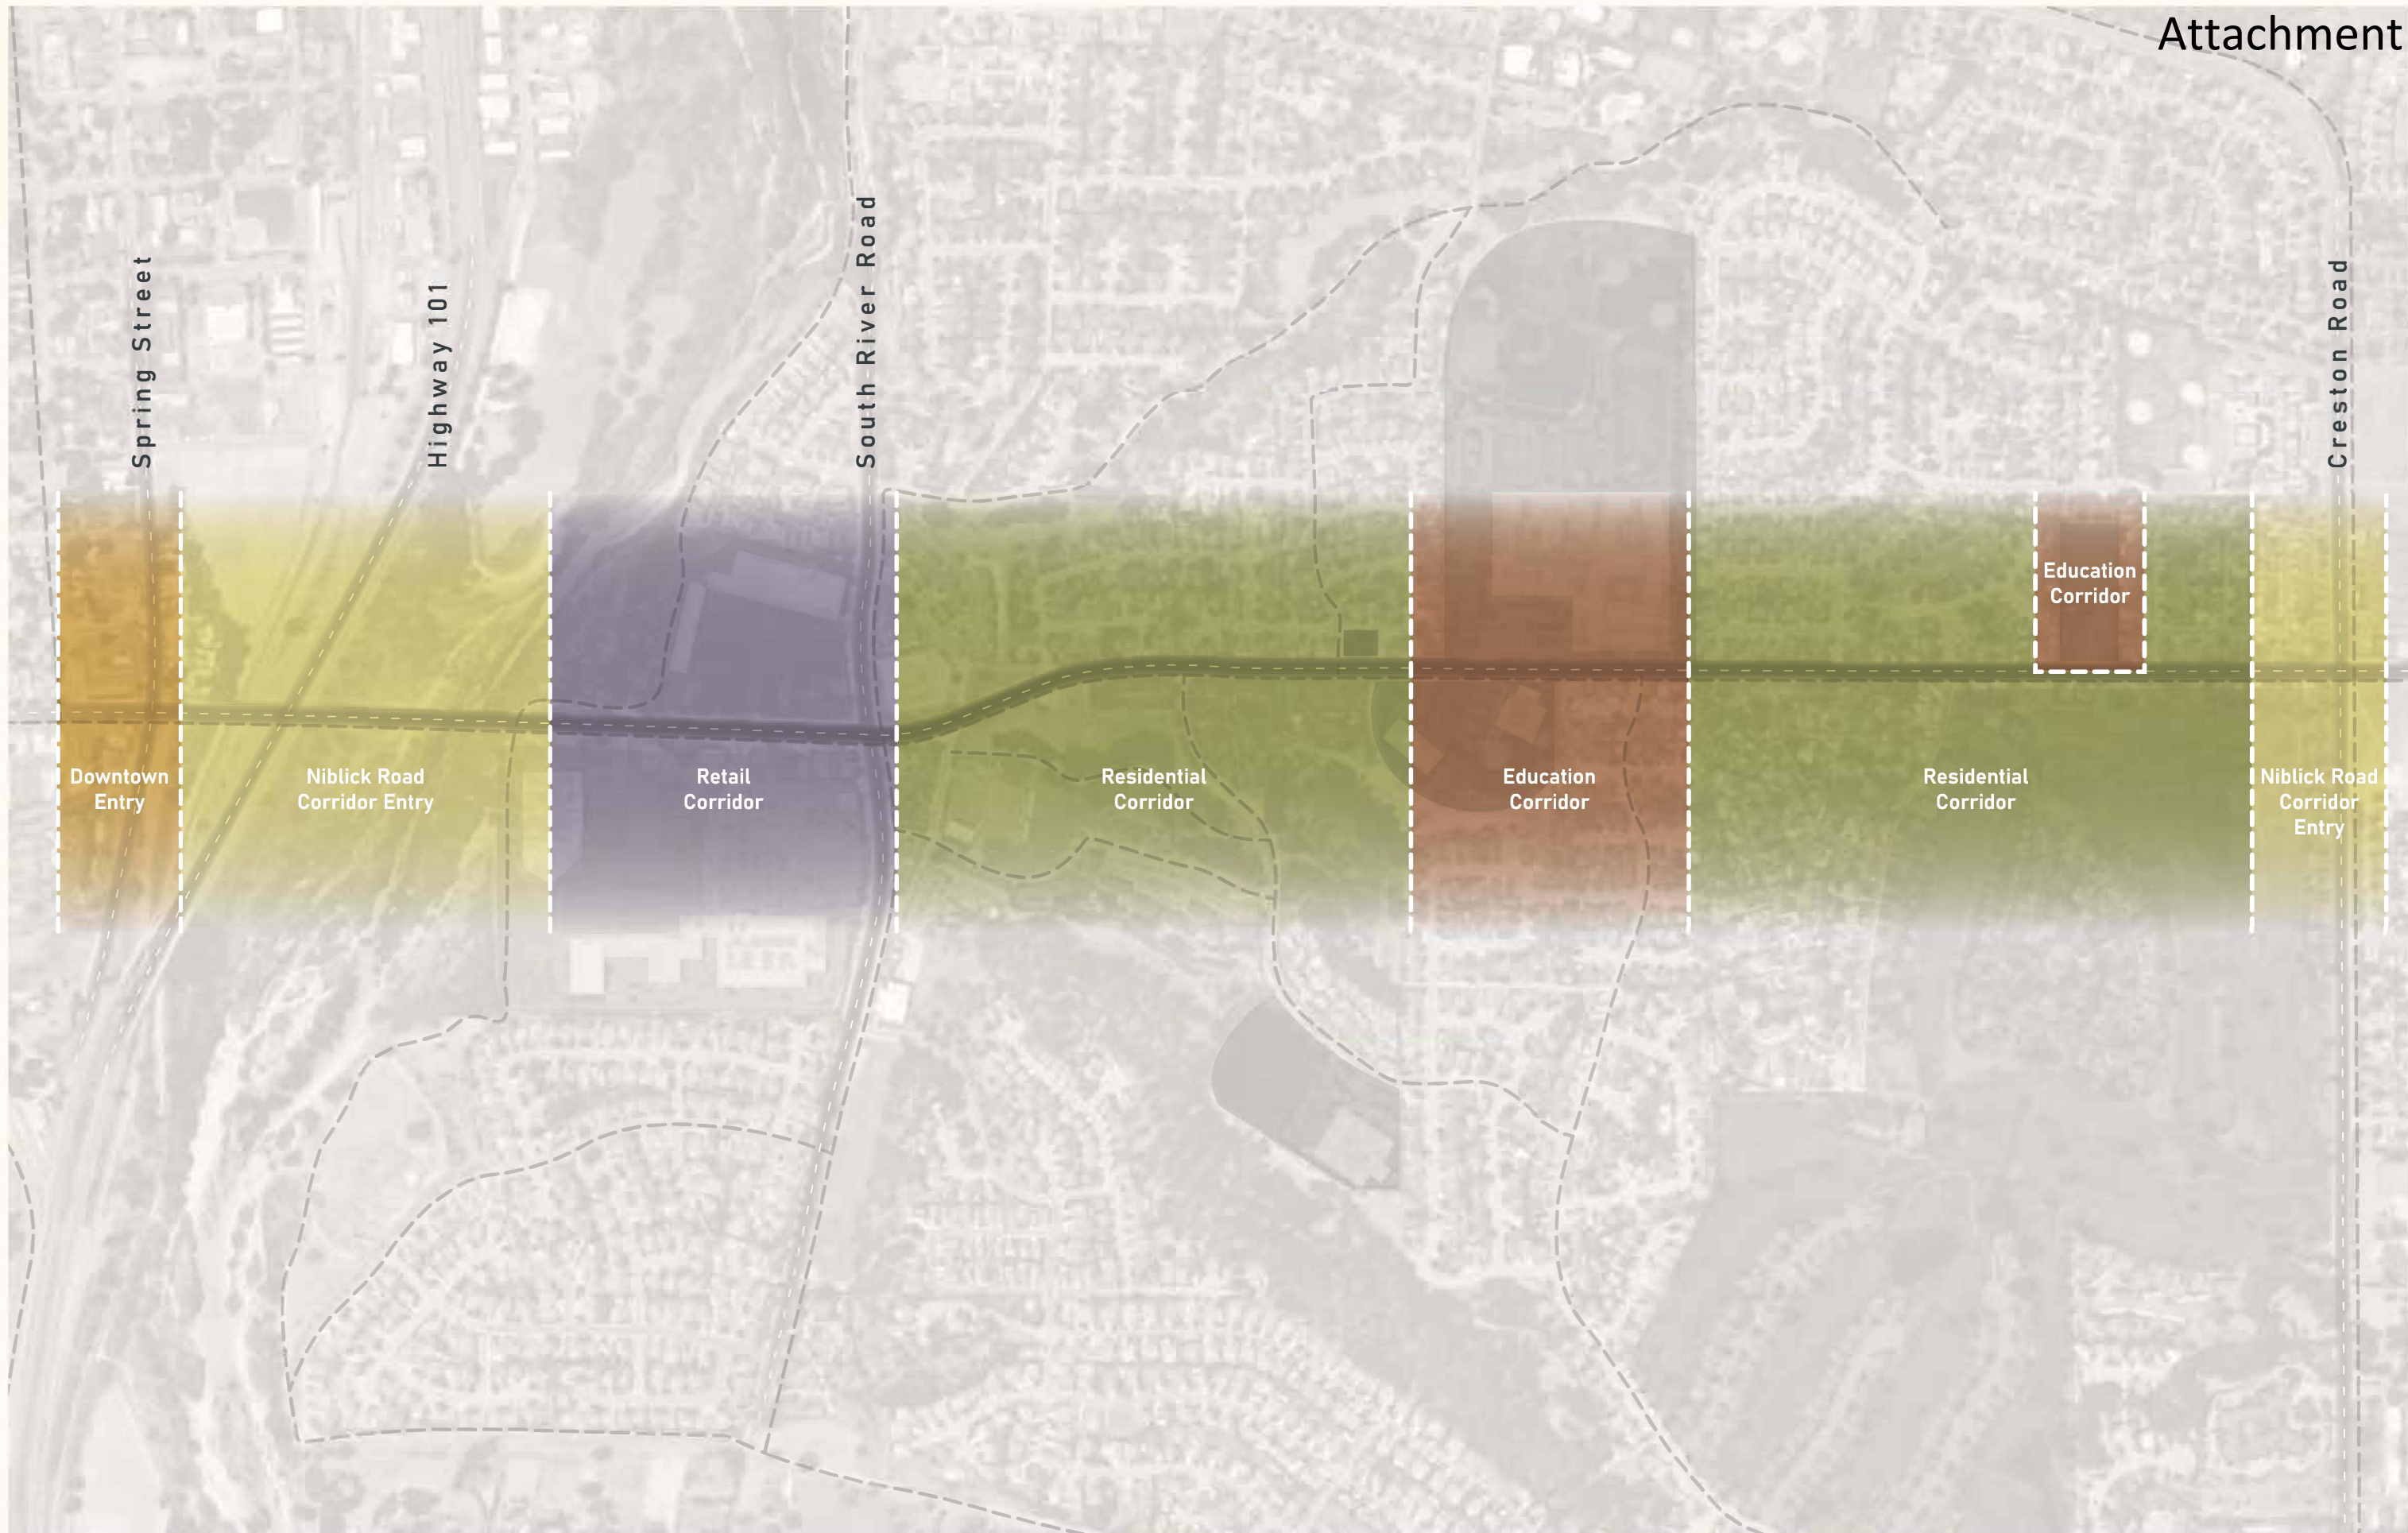 Attachment
Spring Street
Highway 101
South River Road
Creston Road
Education
Corridor
Downtown
Entry
Niblick Road
Corridor Entry
Retail
Corridor
Residential
Corridor
Education
Corridor
Residential
Corridor
Niblick Road
Corridor
Entry